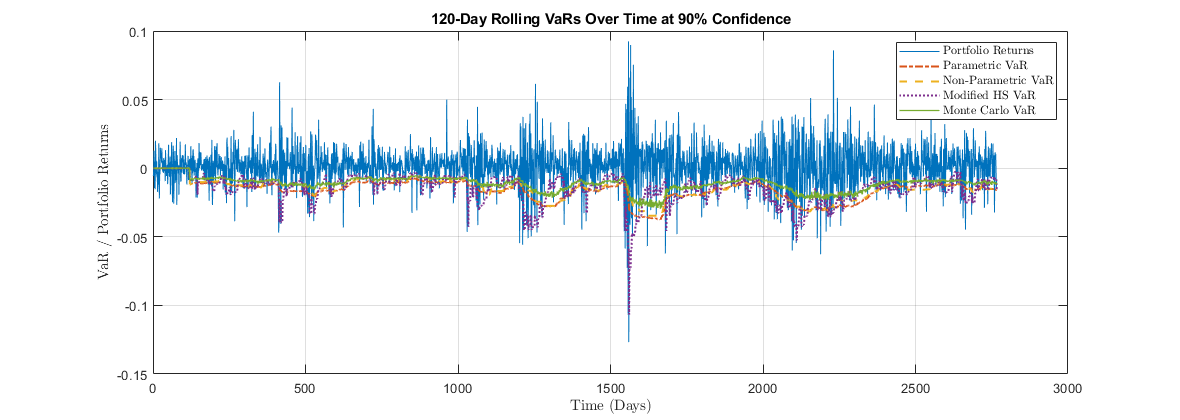 120-Day Rolling VaRs Over Time at 90% Confidence
0.1
0.05
0
-0.05
-0.1
-0.15
VaR / Portfolio Returns
Portfolio Returns
Parametric VaR
Non-Parametric VaR
Modified HS VaR
Monte Carlo VaR
0
500
1000
1500
2000
2500
3000
Time (Days)